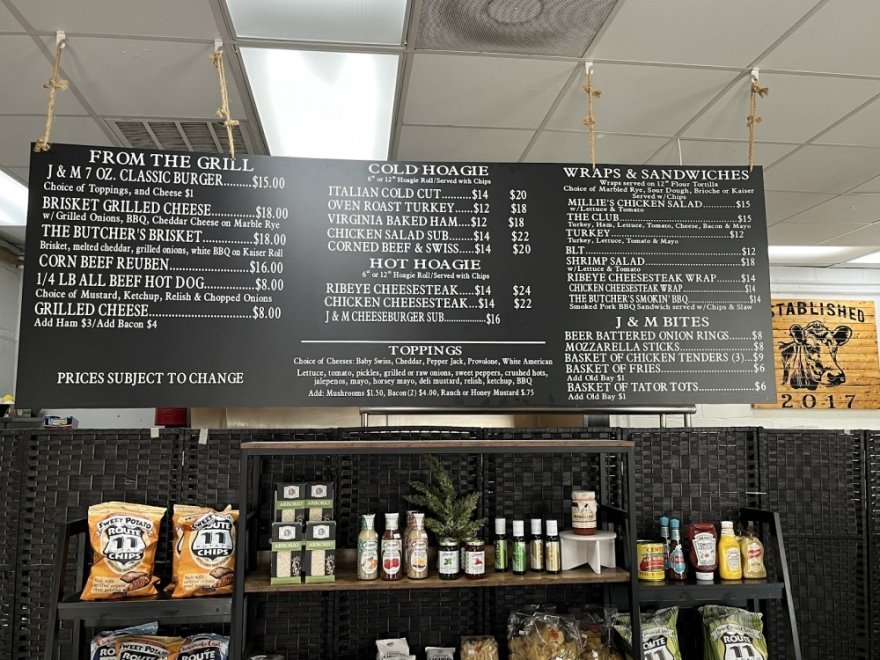 FROM THE GRILL
J & M 7 OZ. CLASSIC BURGER........$15.00
Choice of Toppings, and Cheese $1
BRISKET GRILLED CHEESE............$18.00
w/Grilled Onions, BBQ, Cheddar Cheese on Marble Rye
THE BUTCHER'S BRISKET.............$18.00
Brisket, melted cheddar, grilled onions, white BBQ on Kaiser Roll
CORN BEEF REUBEN..................$16.00
1/4 LB ALL BEEF HOT DOG...........$8.00
Choice of Mustard, Ketchup, Relish & Chopped Onions
GRILLED CHEESE....................$8.00
Add Ham $3/Add Bacon $4
PRICES SUBJECT TO CHANGE
COLD HOAGIE
6" or 12" Hoagie Roll/Served with Chips
ITALIAN COLD CUT..........$14 $20
OVEN ROAST TURKEY.....$12 $18
VIRGINIA BAKED HAM....$12 $18
CHICKEN SALAD SUB.......$14 $22
CORNED BEEF & SWISS....$14 $20
HOT HOAGIE
6" or 12" Hoagie Roll/Served with Chips
RIBEYE CHEESESTEAK.....$14 $24
CHICKEN CHEESESTEAK...$14 $22
J & M CHEESEBURGER SUB....................$16
TOPPINGS
Choice of Cheeses: Baby Swiss, Cheddar, Pepper Jack, Provolone, White American
Lettuce, tomato, pickles, grilled or raw onions, sweet peppers, crushed hots,
jalepenos, mayo, horsey mayo, deli mustard, relish, ketchup, BBQ
Add: Mushrooms $1.50, Bacon(2) $4.00, Ranch or Honey Mustard $.75
WRAPS & SANDWICHES
Wraps served on 12" Flour Tortilla
Choice of Marbled Rye, Sour Dough, Brioche or Kaiser
Served w/Chips
MILLIE'S CHICKEN SALAD................$15
w/Lettuce & Tomato
THE CLUB....................................$15
Turkey, Ham, Lettuce, Tomato, Cheese, Bacon & Mayo
TURKEY....................................$12
Turkey, Lettuce, Tomato & Mayo
BLT..........................................$12
SHRIMP SALAD............................$18
w/Lettuce & Tomato
RIBEYE CHEESESTEAK WRAP..........$14
CHICKEN CHEESESTEAK WRAP................$14
THE BUTCHER'S SMOKIN' BBQ..................$14
Smoked Pork BBQ Sandwich served w/Chips & Slaw
J & M BITES
BEER BATTERED ONION RINGS......$8
MOZZARELLA STICKS..................$8
BASKET OF CHICKEN TENDERS (3)...$9
BASKET OF FRIES........................$6
Add Old Bay $1
BASKET OF TATOR TOTS..............$6
Add Old Bay $1
ESTABLISHED
2017
SWEET POTATO
ROUTE
11
CHIPS
ROUTE
11
CHIPS
ARBORIO
ARBORIO
ROUTE
SWEET POTATO
ROUTE
ROUTE
11
ROUTE
11